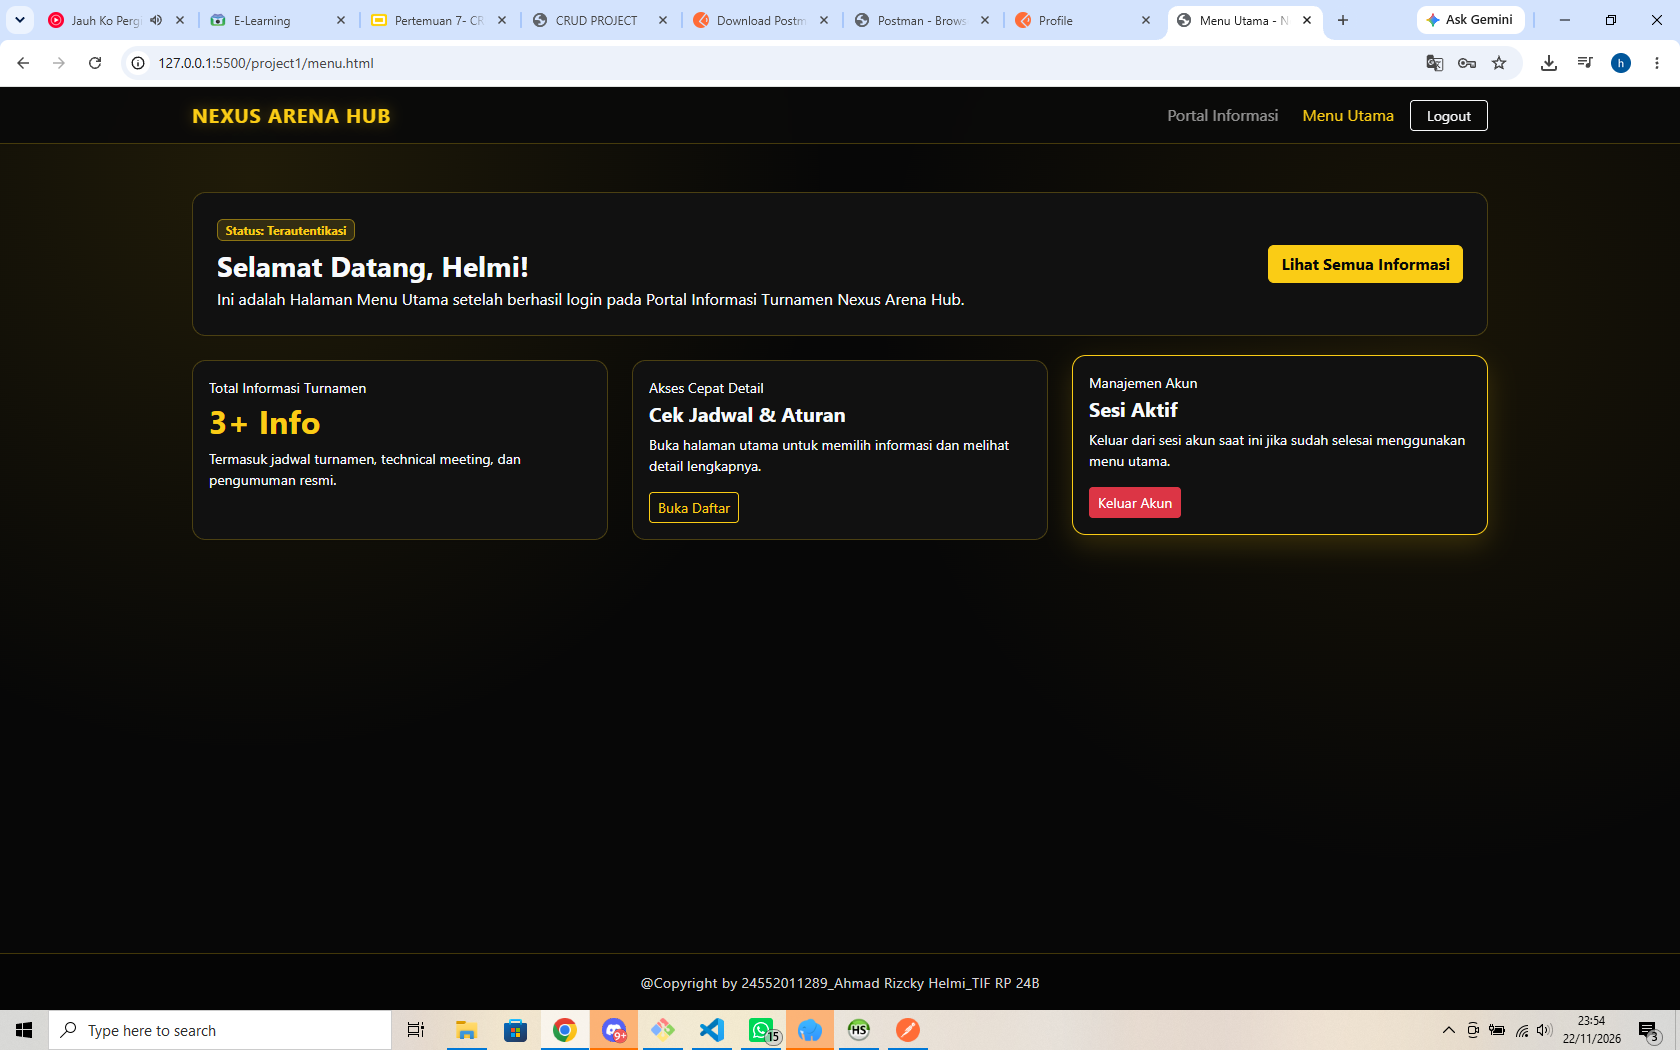 Jauh Ko Pergi
E-Learning
Pertemuan 7- CR
CRUD PROJECT
Download Postm
Postman - Brows
Profile
Menu Utama - N
Ask Gemini
127.0.0.1:5500/project1/menu.html
h
NEXUS ARENA HUB
Portal Informasi
Menu Utama
Logout
Status: Terautentikasi
Selamat Datang, Helmi!
Ini adalah Halaman Menu Utama setelah berhasil login pada Portal Informasi Turnamen Nexus Arena Hub.
Lihat Semua Informasi
Total Informasi Turnamen
3+ Info
Termasuk jadwal turnamen, technical meeting, dan
pengumuman resmi.
Akses Cepat Detail
Cek Jadwal & Aturan
Buka halaman utama untuk memilih informasi dan melihat
detail lengkapnya.
Buka Daftar
Manajemen Akun
Sesi Aktif
Keluar dari sesi akun saat ini jika sudah selesai menggunakan
menu utama.
Keluar Akun
@Copyright by 24552011289_Ahmad Rizcky Helmi_TIF RP 24B
Type here to search
9+
15
HS
23:54
22/11/2026
3